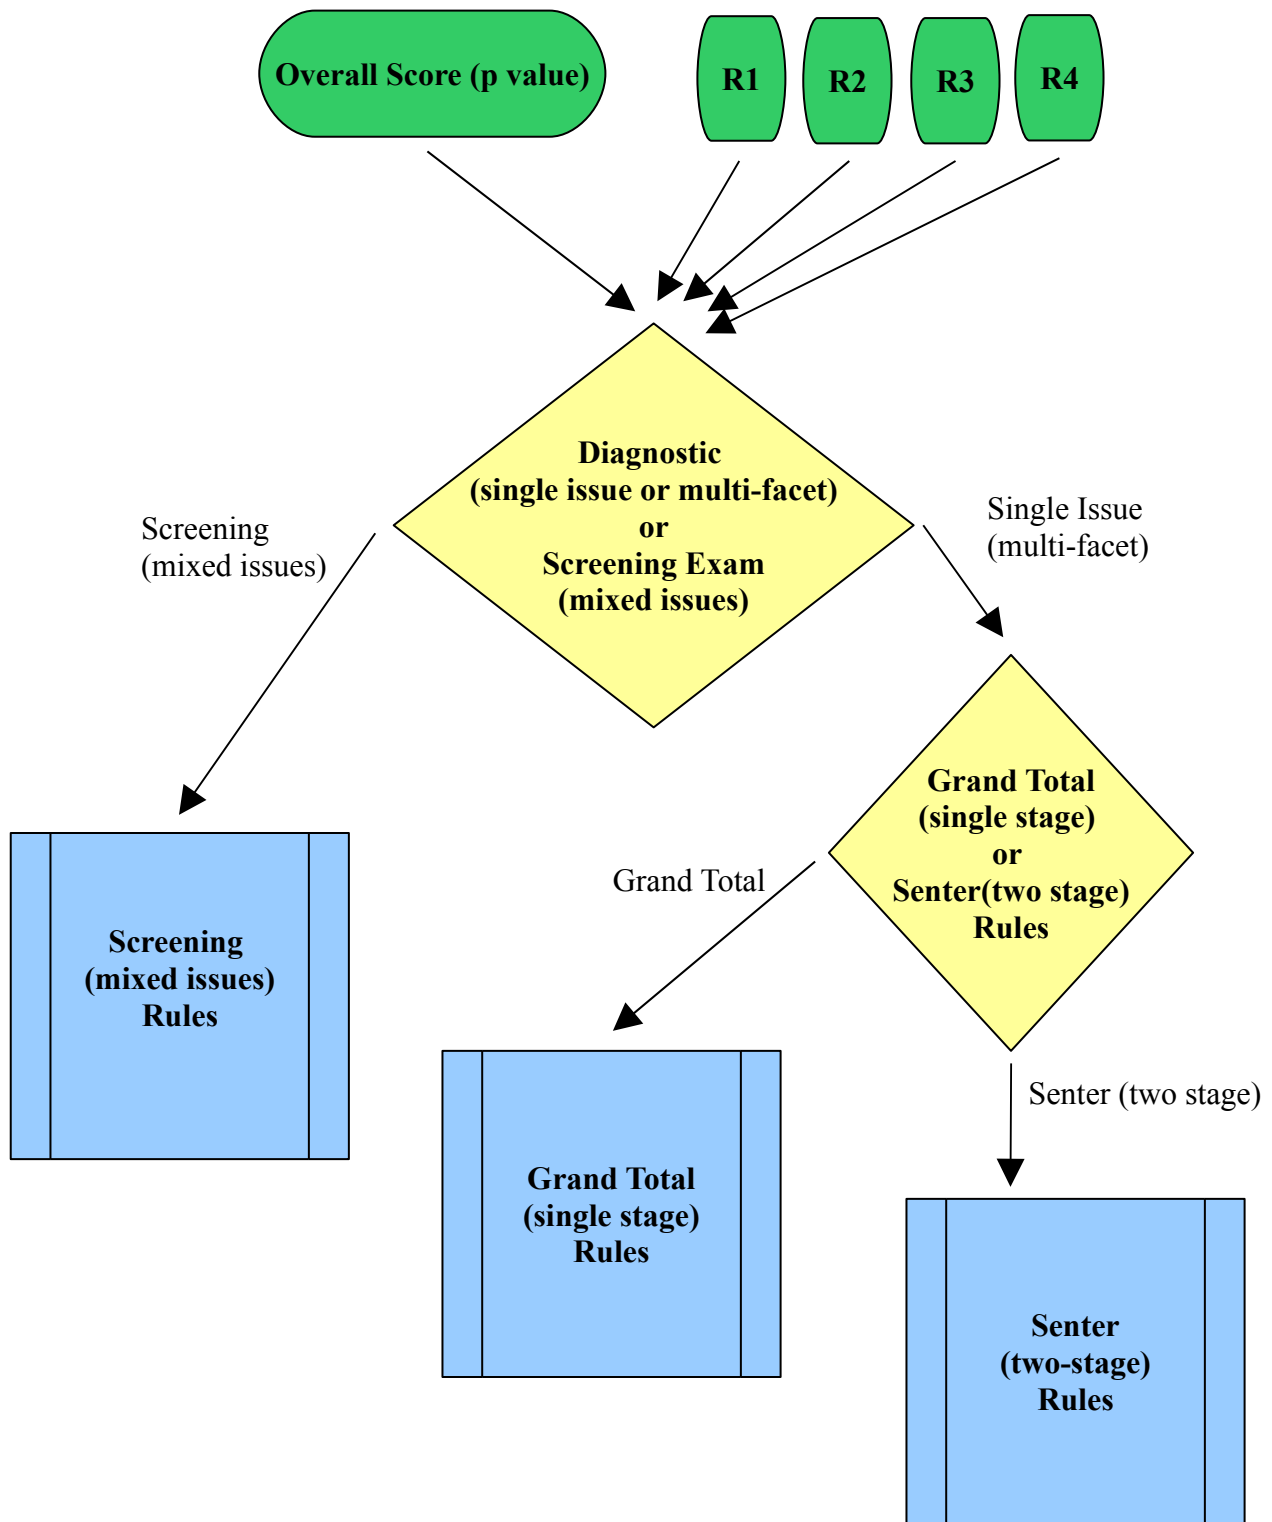 Overall Score (p value)
R1
R2
R3
R4
Diagnostic
(single issue or multi-facet)
or
Screening Exam
(mixed issues)
Screening
(mixed issues)
Single Issue
(multi-facet)
Grand Total
(single stage)
or
Senter(two stage)
Rules
Grand Total
Screening
(mixed issues)
Rules
Senter (two stage)
Grand Total
(single stage)
Rules
Senter
(two-stage)
Rules